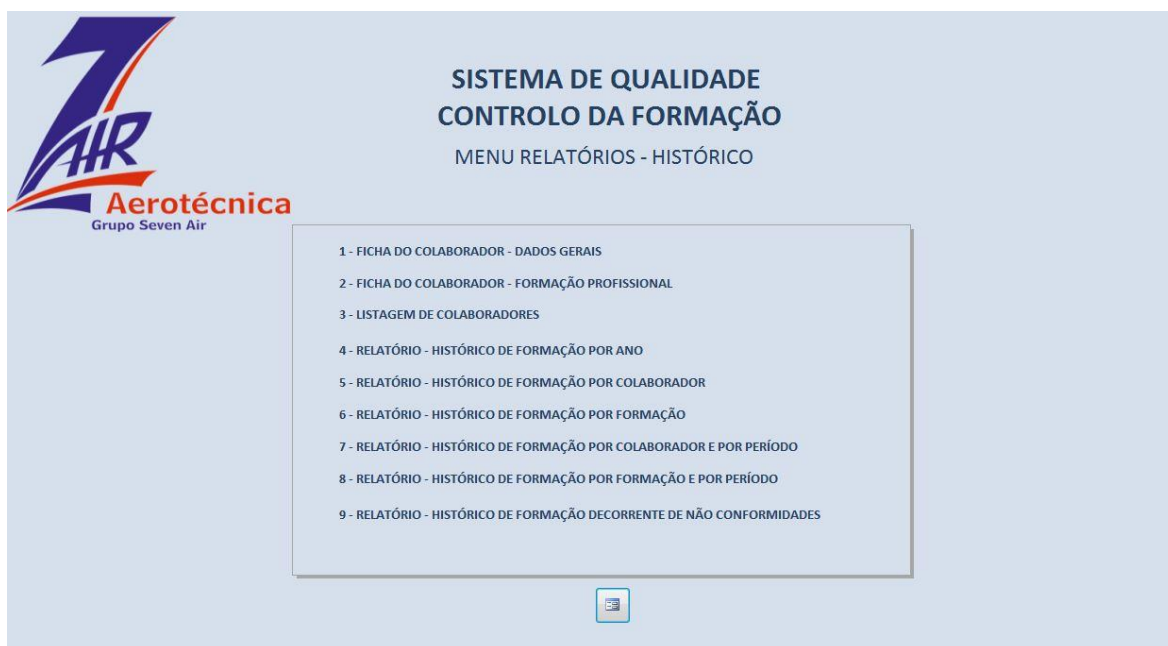 7
AIR
Aerotécnica
Grupo Seven Air
SISTEMA DE QUALIDADE
CONTROLO DA FORMAÇÃO
MENU RELATÓRIOS - HISTÓRICO
1 - FICHA DO COLABORADOR - DADOS GERAIS
2 - FICHA DO COLABORADOR - FORMAÇÃO PROFISSIONAL
3 - LISTAGEM DE COLABORADORES
4 - RELATÓRIO - HISTÓRICO DE FORMAÇÃO POR ANO
5 - RELATÓRIO - HISTÓRICO DE FORMAÇÃO POR COLABORADOR
6 - RELATÓRIO - HISTÓRICO DE FORMAÇÃO POR FORMAÇÃO
7 - RELATÓRIO - HISTÓRICO DE FORMAÇÃO POR COLABORADOR E POR PERÍODO
8 - RELATÓRIO - HISTÓRICO DE FORMAÇÃO POR FORMAÇÃO E POR PERÍODO
9 - RELATÓRIO - HISTÓRICO DE FORMAÇÃO DECORRENTE DE NÃO CONFORMIDADES